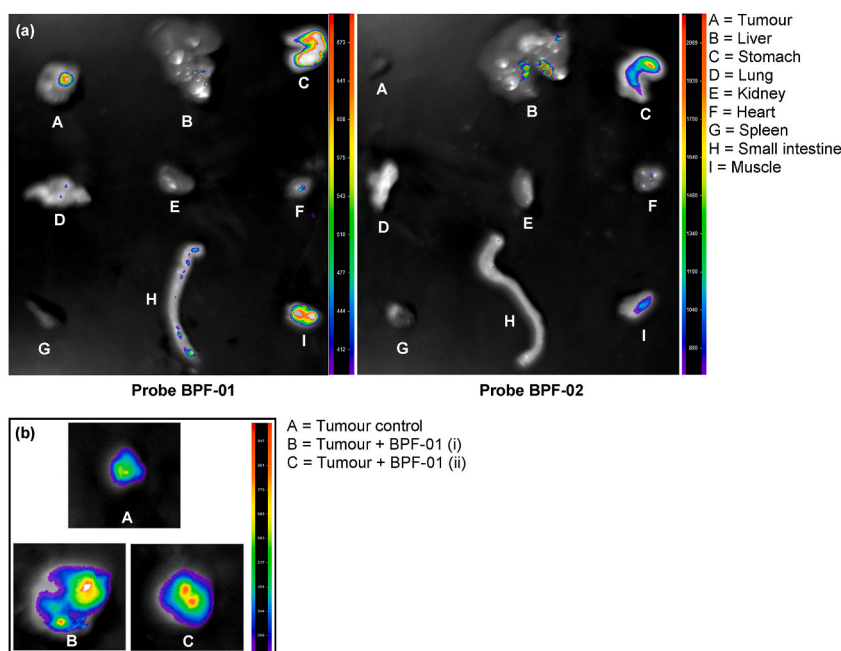 (a)
A
B
C
D
E
F
G
H
I
673
641
608
575
543
510
477
444
412
Probe BPF-01
A
B
C
D
E
F
G
H
I
2089
1939
1790
1640
1490
1340
1190
1040
890
Probe BPF-02
A = Tumour
B = Liver
C = Stomach
D = Lung
E = Kidney
F = Heart
G = Spleen
H = Small intestine
I = Muscle
(b)
A
B
C
A = Tumour control
B = Tumour + BPF-01 (i)
C = Tumour + BPF-01 (ii)